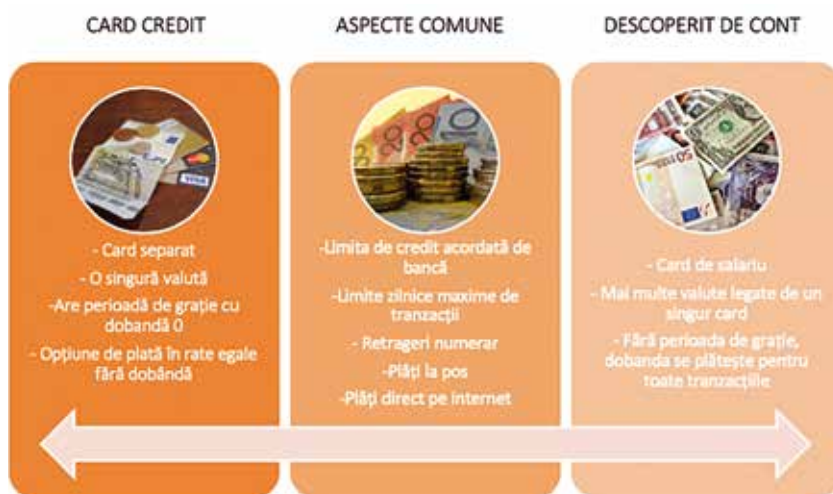 CARD CREDIT
- Card separat
- O singură valută
-Are perioadă de grație cu
dobandă 0
- Opțiune de plată în rate egale
fără dobândă
ASPECTE COMUNE
-Limita de credit acordată de
bancă
-Limite zilnice maxime de
tranzacții
- Retrageri numerar
- Plăți la pos
-Plăți direct pe internet
DESCOPERIT DE CONT
- Card de salariu
- Mai multe valute legate de un
singur card
- Fără perioada de grație,
dobanda se plătește pentru
toate tranzacțiile